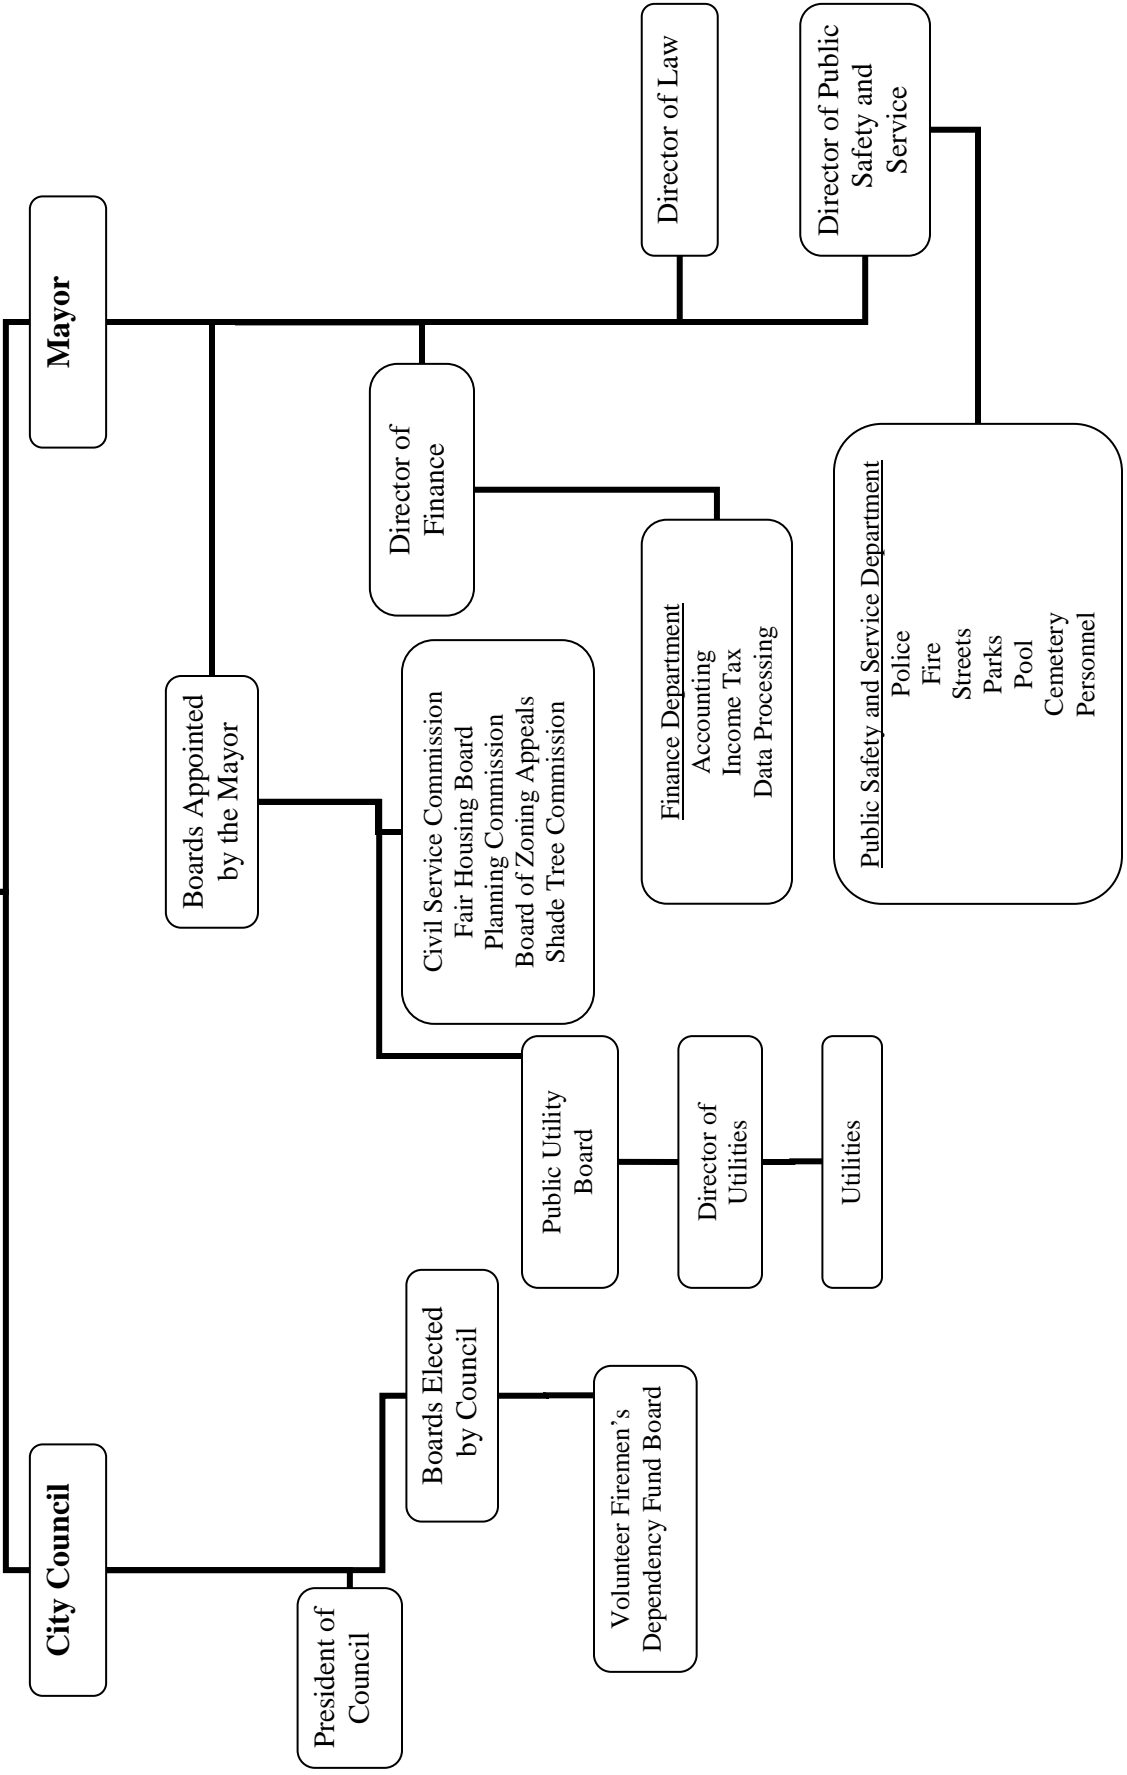 City Council
Mayor
President of
Council
Boards Elected
by Council
Volunteer Firemen's
Dependency Fund Board
Boards Appointed
by the Mayor
Public Utility
Board
Director of
Utilities
Utilities
Civil Service Commission
Fair Housing Board
Planning Commission
Board of Zoning Appeals
Shade Tree Commission
Director of
Finance
Finance Department
Accounting
Income Tax
Data Processing
Director of Law
Director of Public
Safety and
Service
Public Safety and Service Department
Police
Fire
Streets
Parks
Pool
Cemetery
Personnel